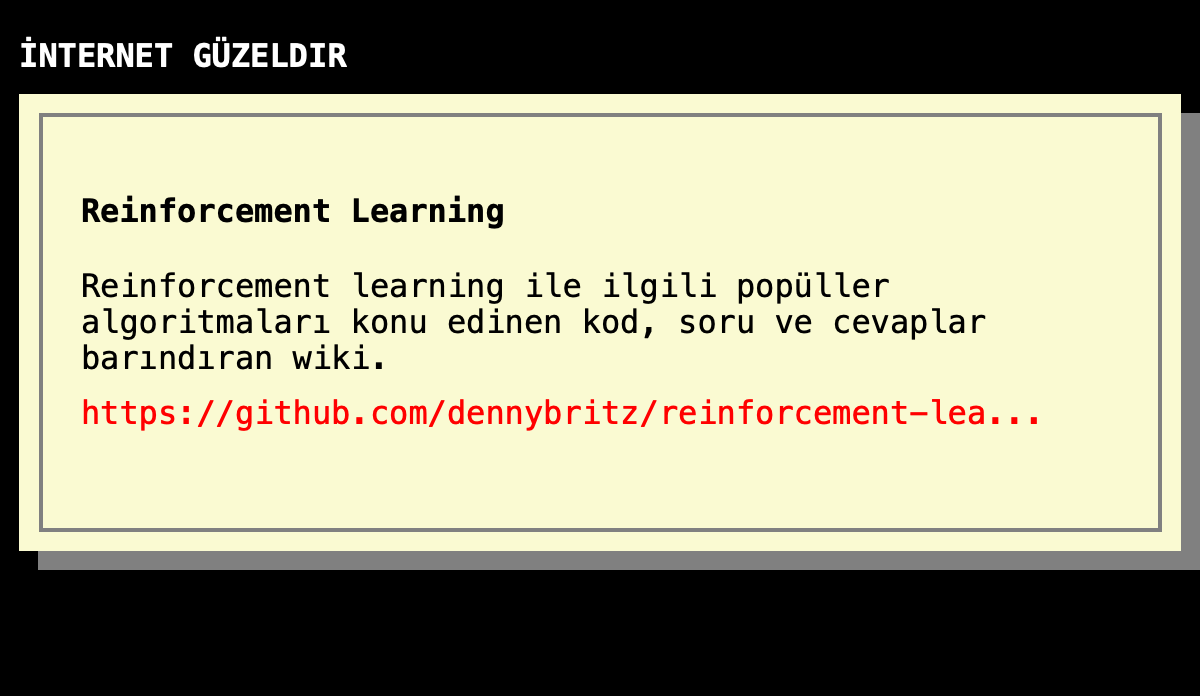 İNTERNET GÜZELDIR
Reinforcement Learning
Reinforcement learning ile ilgili popüller
algoritmaları konu edinen kod, soru ve cevaplar
barındıran wiki.
https://github.com/dennybritz/reinforcement-lea...